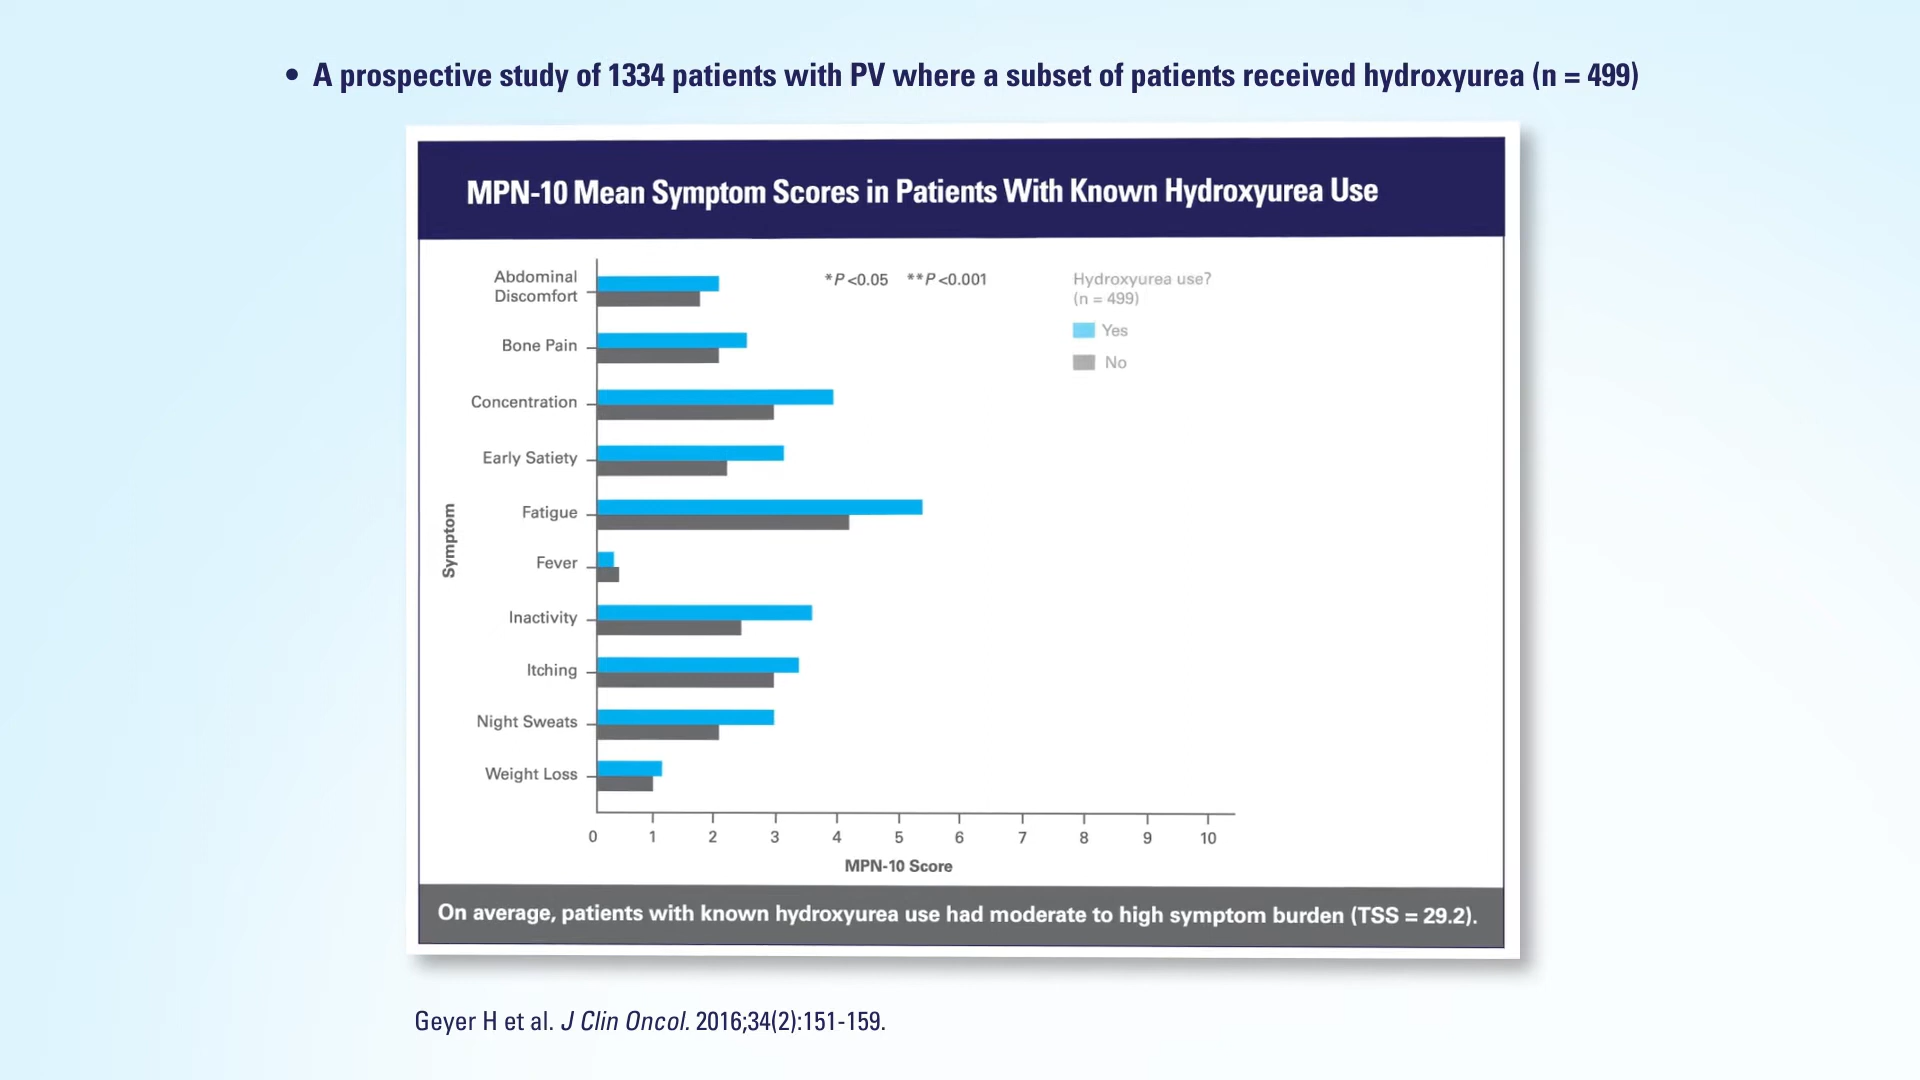 • A prospective study of 1334 patients with PV where a subset of patients received hydroxyurea (n = 499)
MPN-10 Mean Symptom Scores in Patients With Known Hydroxyurea Use
Abdominal
Discomfort
*P <0.05 **P <0.001
Hydroxyurea use?
(n = 499)
Yes
No
Bone Pain
Concentration
Early Satiety
Fatigue
Fever
Inactivity
Itching
Night Sweats
Weight Loss
Symptom
0 1 2 3 4 5 6 7 8 9 10
MPN-10 Score
On average, patients with known hydroxyurea use had moderate to high symptom burden (TSS = 29.2).
Geyer H et al. J Clin Oncol. 2016;34(2):151-159.